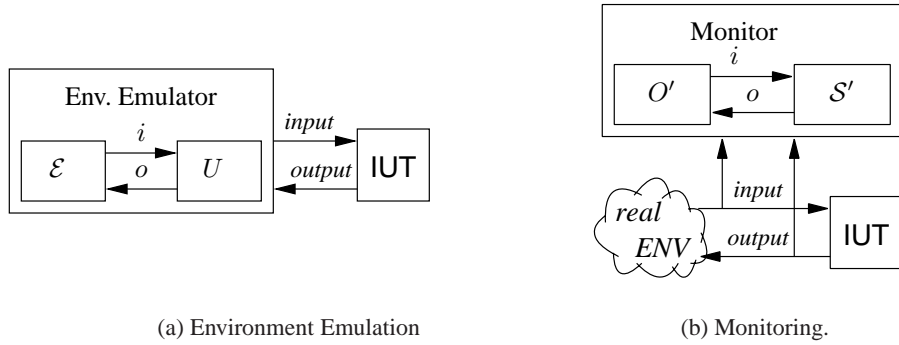 Env. Emulator
i
ℰ
o
U
input
output
IUT
(a) Environment Emulation
Monitor
i
O′
o
𝒮′
real
ENV
input
output
IUT
(b) Monitoring.